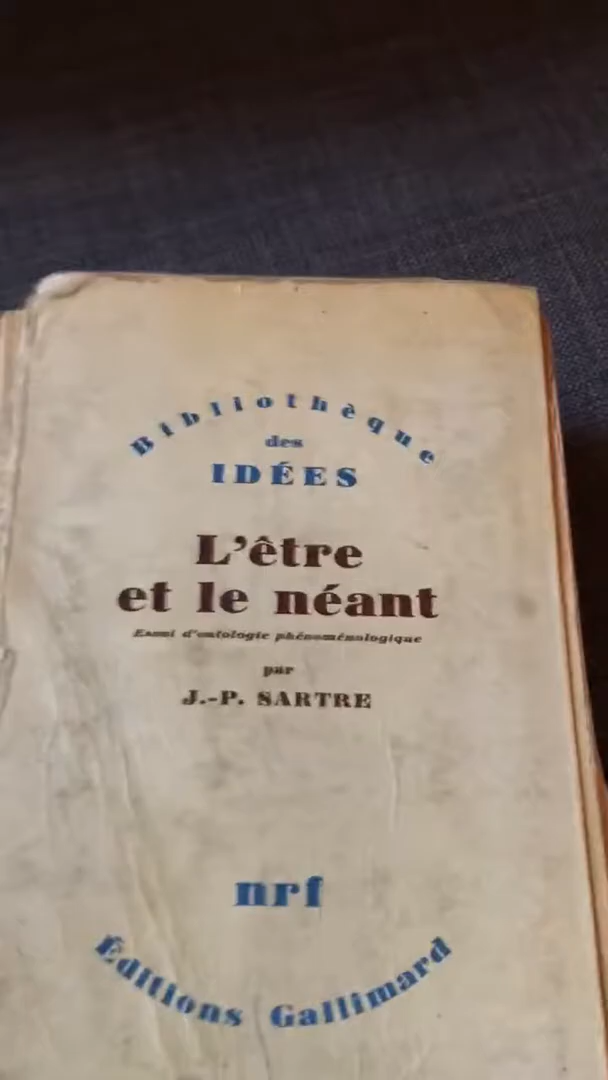 Bibliothèque
des
IDÉES
L'être
et le néant
Essai d'ontologie phénoménologique
par
J.-P. SARTRE
nrf
Éditions Gallimard